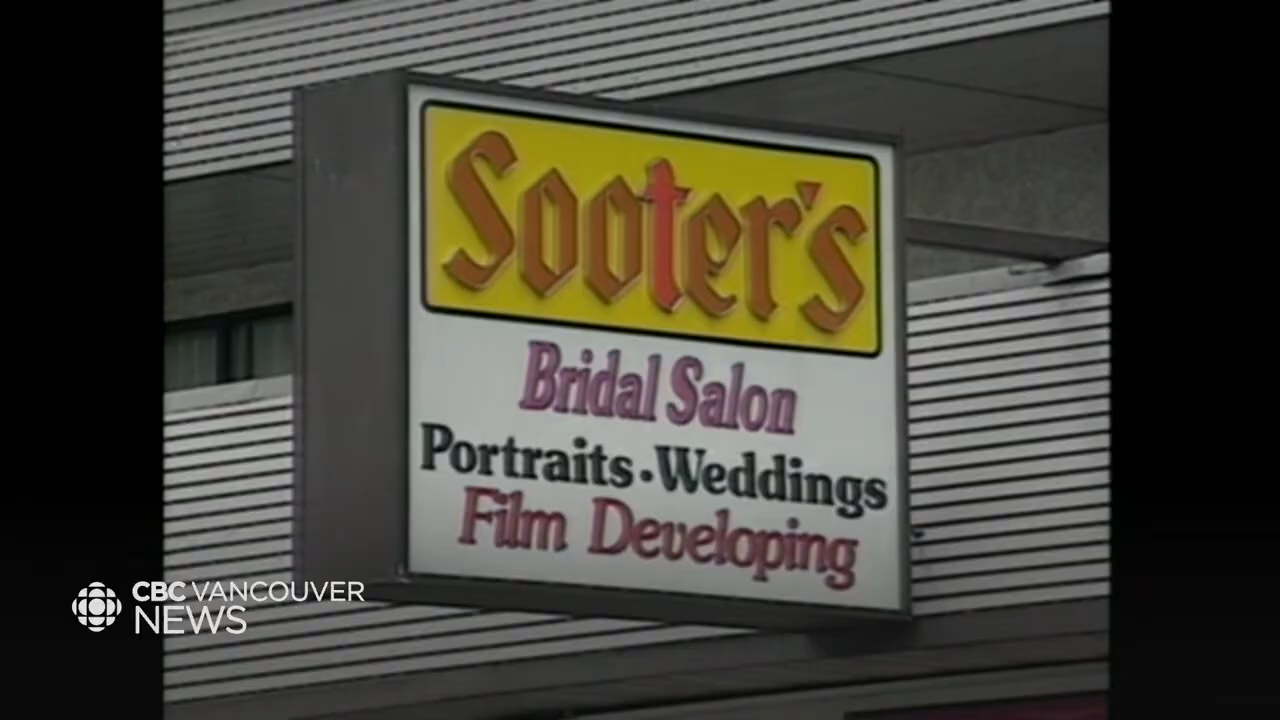 Sooter's
Bridal Salon
Portraits • Weddings
Film Developing
CBC VANCOUVER
NEWS